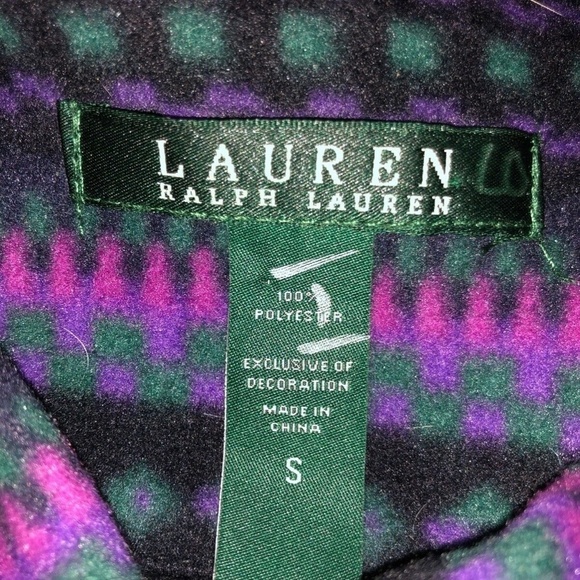 LAUREN
RALPH LAUREN
100%
POLYESTER
EXCLUSIVE OF
DECORATION
MADE IN
CHINA
S